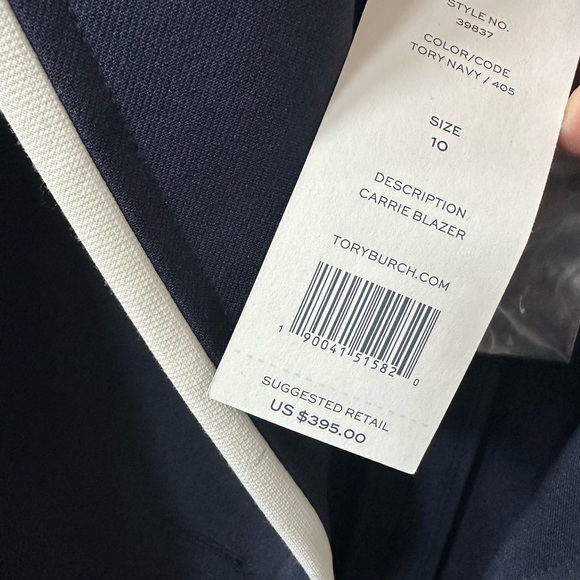 STYLE NO.
39837
COLOR/CODE
TORY NAVY / 405
SIZE
10
DESCRIPTION
CARRIE BLAZER
TORYBURCH.COM
1 90041 51582 0
SUGGESTED RETAIL
US $395.00